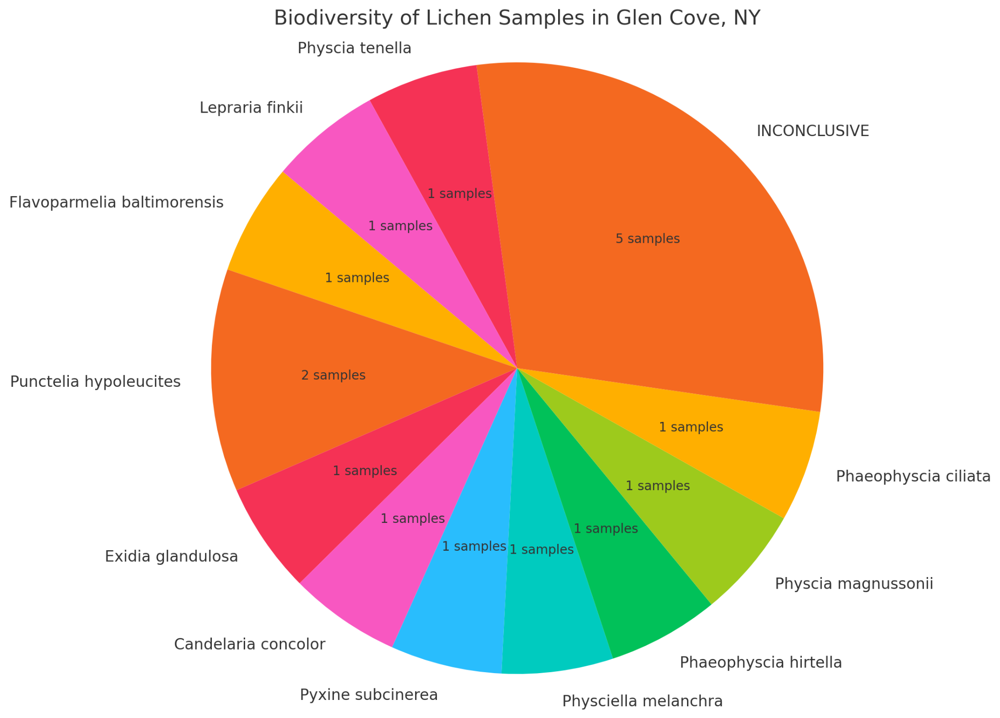 Biodiversity of Lichen Samples in Glen Cove, NY
Physcia tenella
Lepraria finkii
INCONCLUSIVE
1 samples
Flavoparmelia baltimorensis
1 samples
5 samples
1 samples
2 samples
Punctelia hypoleucites
1 samples
1 samples
Phaeophyscia ciliata
1 samples
1 samples
1 samples
1 samples
1 samples
Exidia glandulosa
Physcia magnussonii
Candelaria concolor
Phaeophyscia hirtella
Pyxine subcinerea
Physciella melanchra